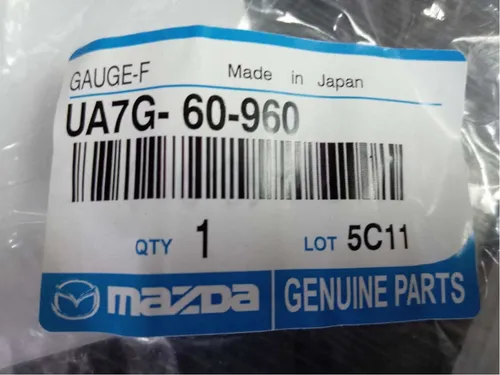 GAUGE-F Made in Japan
UA7G- 60-960
QTY 1 LOT 5C11
mazda GENUINE PARTS